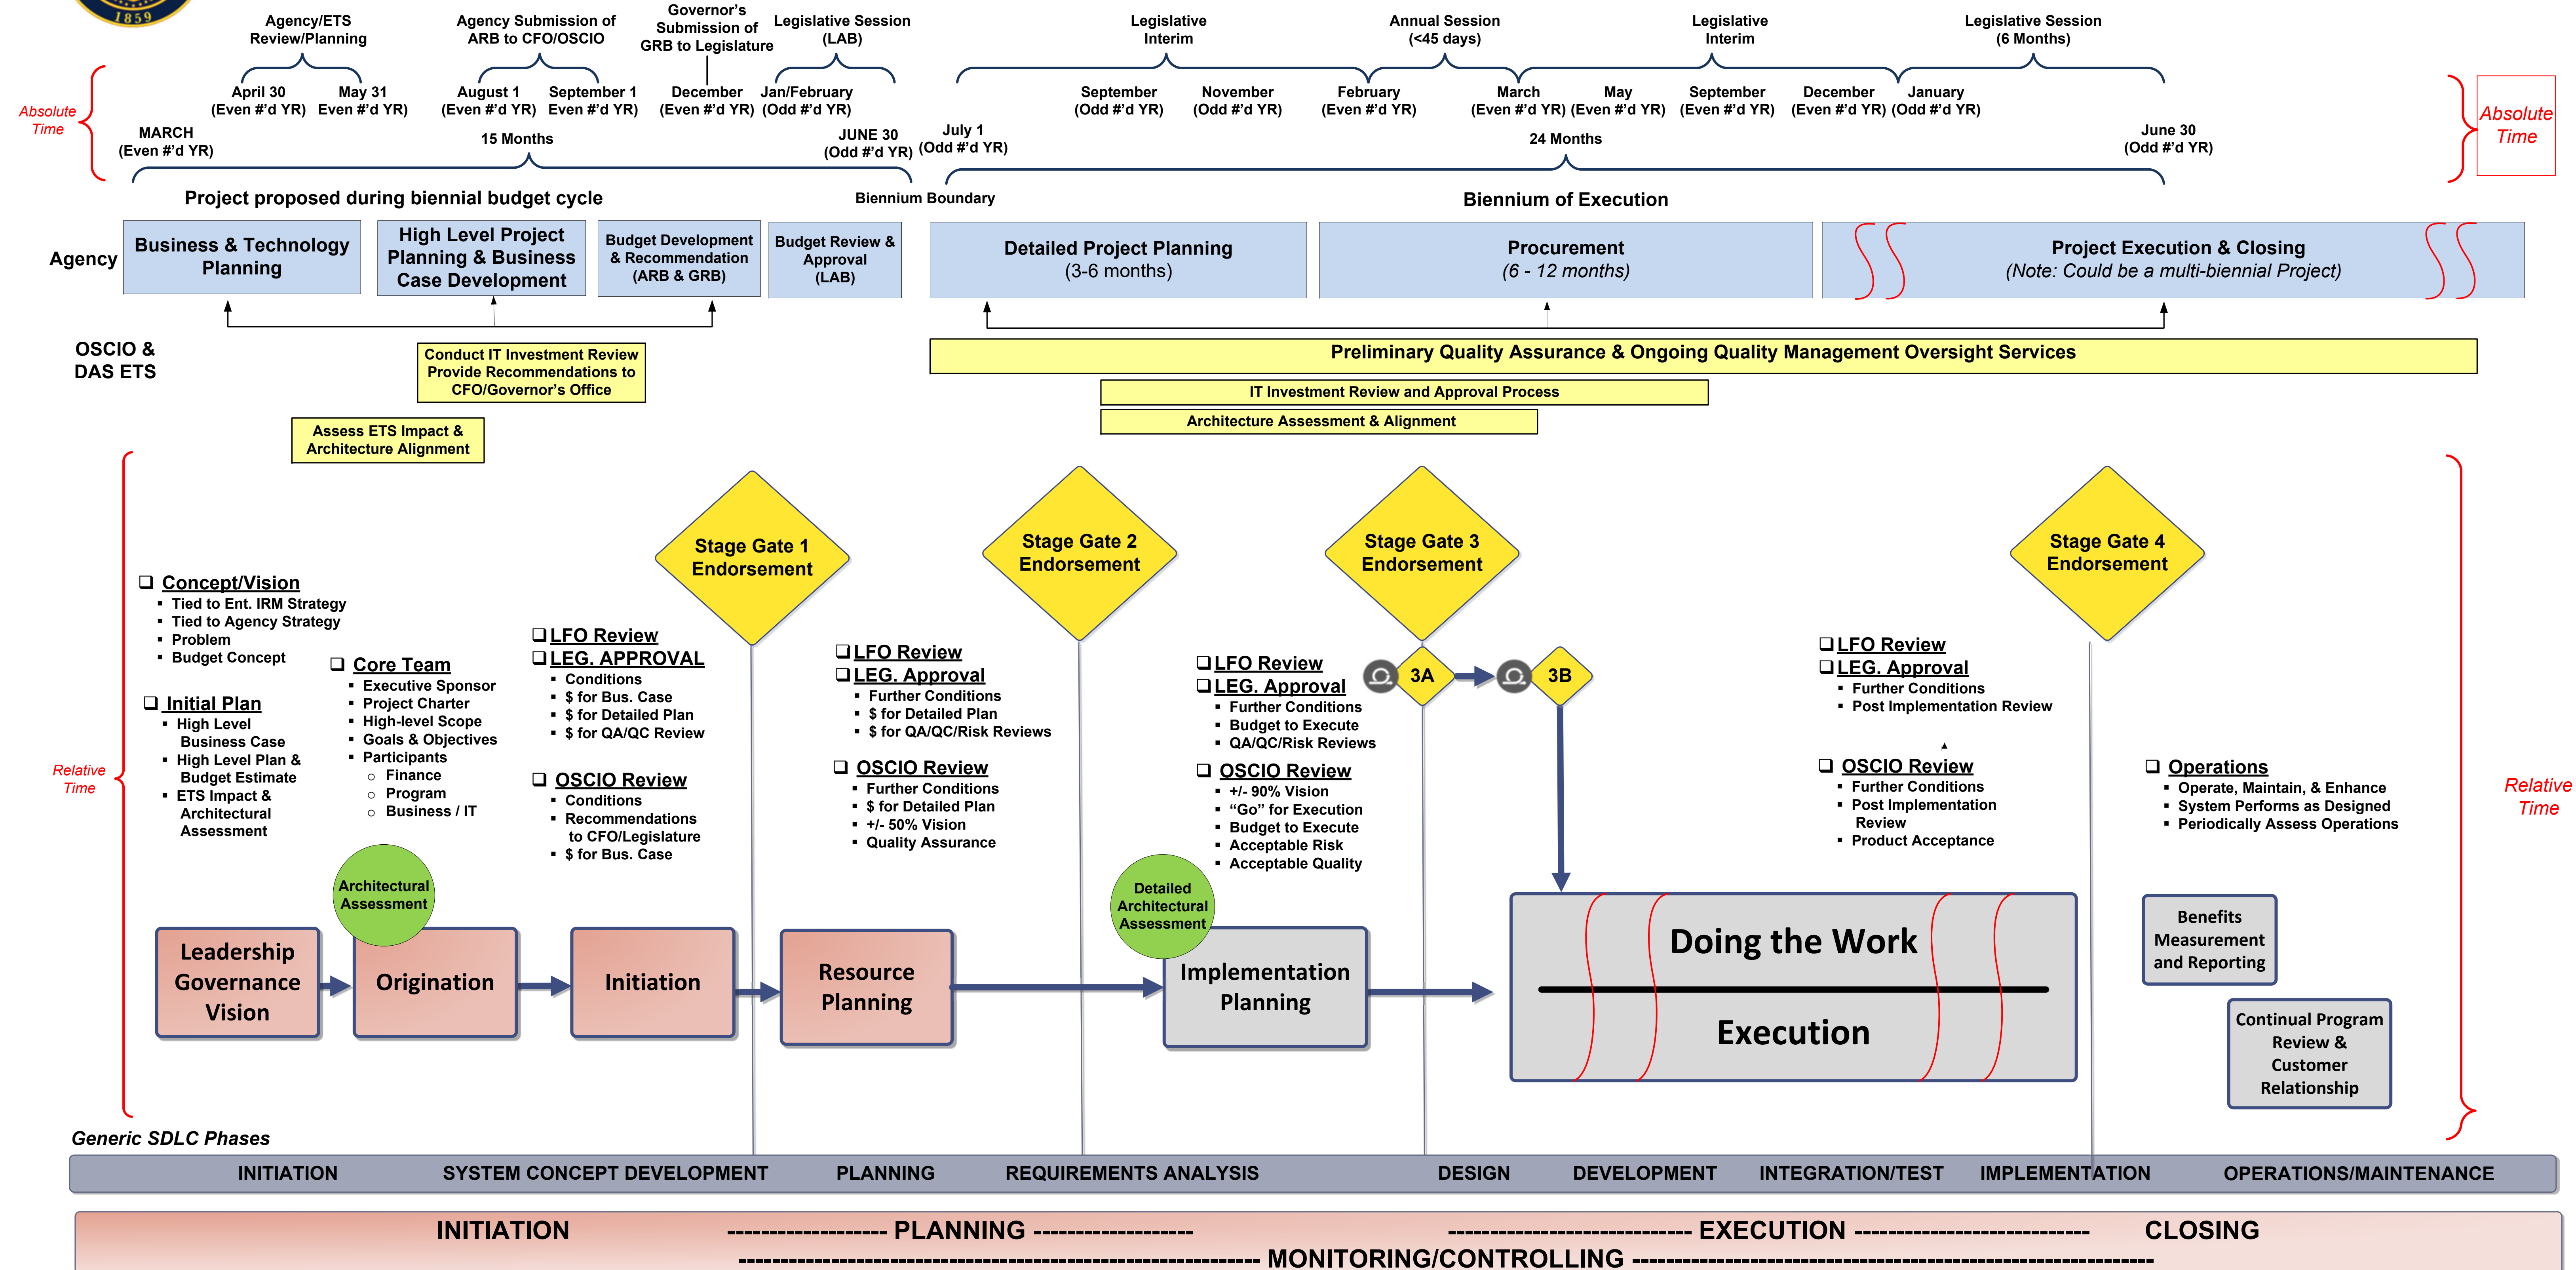 1859
Agency/ETS
Review/Planning
Agency Submission of
ARB to CFO/OSCIO
Governor’s
Submission of
GRB to Legislature
Legislative Session
(LAB)
Legislative
Interim
Annual Session
(<45 days)
Legislative
Interim
Legislative Session
(6 Months)
Absolute
Time
April 30
(Even #’d YR)
May 31
Even #’d YR)
August 1
(Even #’d YR)
September 1
Even #’d YR)
December
(Even #’d YR)
Jan/February
(Odd #’d YR)
September
(Odd #’d YR)
November
(Odd #’d YR)
February
(Even #’d YR)
March
(Even #’d YR)
May
(Even #’d YR)
September
(Even #’d YR)
December
(Even #’d YR)
January
(Odd #’d YR)
Absolute
Time
MARCH
(Even #’d YR)
15 Months
JUNE 30
(Odd #’d YR)
July 1
(Odd #’d YR)
24 Months
June 30
(Odd #’d YR)
Project proposed during biennial budget cycle
Biennium Boundary
Biennium of Execution
Agency
Business & Technology
Planning
High Level Project
Planning & Business
Case Development
Budget Development
& Recommendation
(ARB & GRB)
Budget Review &
Approval
(LAB)
Detailed Project Planning
(3-6 months)
Procurement
(6 - 12 months)
Project Execution & Closing
(Note: Could be a multi-biennial Project)
OSCIO &
DAS ETS
Conduct IT Investment Review
Provide Recommendations to
CFO/Governor’s Office
Assess ETS Impact &
Architecture Alignment
Preliminary Quality Assurance & Ongoing Quality Management Oversight Services
IT Investment Review and Approval Process
Architecture Assessment & Alignment
Stage Gate 1
Endorsement
Stage Gate 2
Endorsement
Stage Gate 3
Endorsement
Stage Gate 4
Endorsement
Relative
Time
❑ Concept/Vision
▪ Tied to Ent. IRM Strategy
▪ Tied to Agency Strategy
▪ Problem
▪ Budget Concept
❑ Initial Plan
▪ High Level
Business Case
▪ High Level Plan &
Budget Estimate
▪ ETS Impact &
Architectural
Assessment
❑ Core Team
▪ Executive Sponsor
▪ Project Charter
▪ High-level Scope
▪ Goals & Objectives
▪ Participants
o Finance
o Program
o Business / IT
❑ LFO Review
❑ LEG. APPROVAL
▪ Conditions
▪ $ for Bus. Case
▪ $ for Detailed Plan
▪ $ for QA/QC Review
❑ OSCIO Review
▪ Conditions
▪ Recommendations
to CFO/Legislature
▪ $ for Bus. Case
❑ LFO Review
❑ LEG. Approval
▪ Further Conditions
▪ $ for Detailed Plan
▪ $ for QA/QC/Risk Reviews
❑ OSCIO Review
▪ Further Conditions
▪ $ for Detailed Plan
▪ +/- 50% Vision
▪ Quality Assurance
❑ LFO Review
❑ LEG. Approval
▪ Further Conditions
▪ Budget to Execute
▪ QA/QC/Risk Reviews
❑ OSCIO Review
▪ +/- 90% Vision
▪ “Go” for Execution
▪ Budget to Execute
▪ Acceptable Risk
▪ Acceptable Quality
3A
3B
❑ LFO Review
❑ LEG. Approval
▪ Further Conditions
▪ Post Implementation Review
❑ OSCIO Review
▪ Further Conditions
▪ Post Implementation
Review
▪ Product Acceptance
❑ Operations
▪ Operate, Maintain, & Enhance
▪ System Performs as Designed
▪ Periodically Assess Operations
Relative
Time
Architectural
Assessment
Detailed
Architectural
Assessment
Leadership
Governance
Vision
Origination
Initiation
Resource
Planning
Implementation
Planning
Doing the Work
Execution
Benefits
Measurement
and Reporting
Continual Program
Review &
Customer
Relationship
Generic SDLC Phases
INITIATION SYSTEM CONCEPT DEVELOPMENT PLANNING REQUIREMENTS ANALYSIS DESIGN DEVELOPMENT INTEGRATION/TEST IMPLEMENTATION OPERATIONS/MAINTENANCE
INITIATION ------------------- PLANNING ------------------- ----------------------------- EXECUTION ---------------------------- CLOSING
-------------------------------------------------------------- MONITORING/CONTROLLING --------------------------------------------------------------